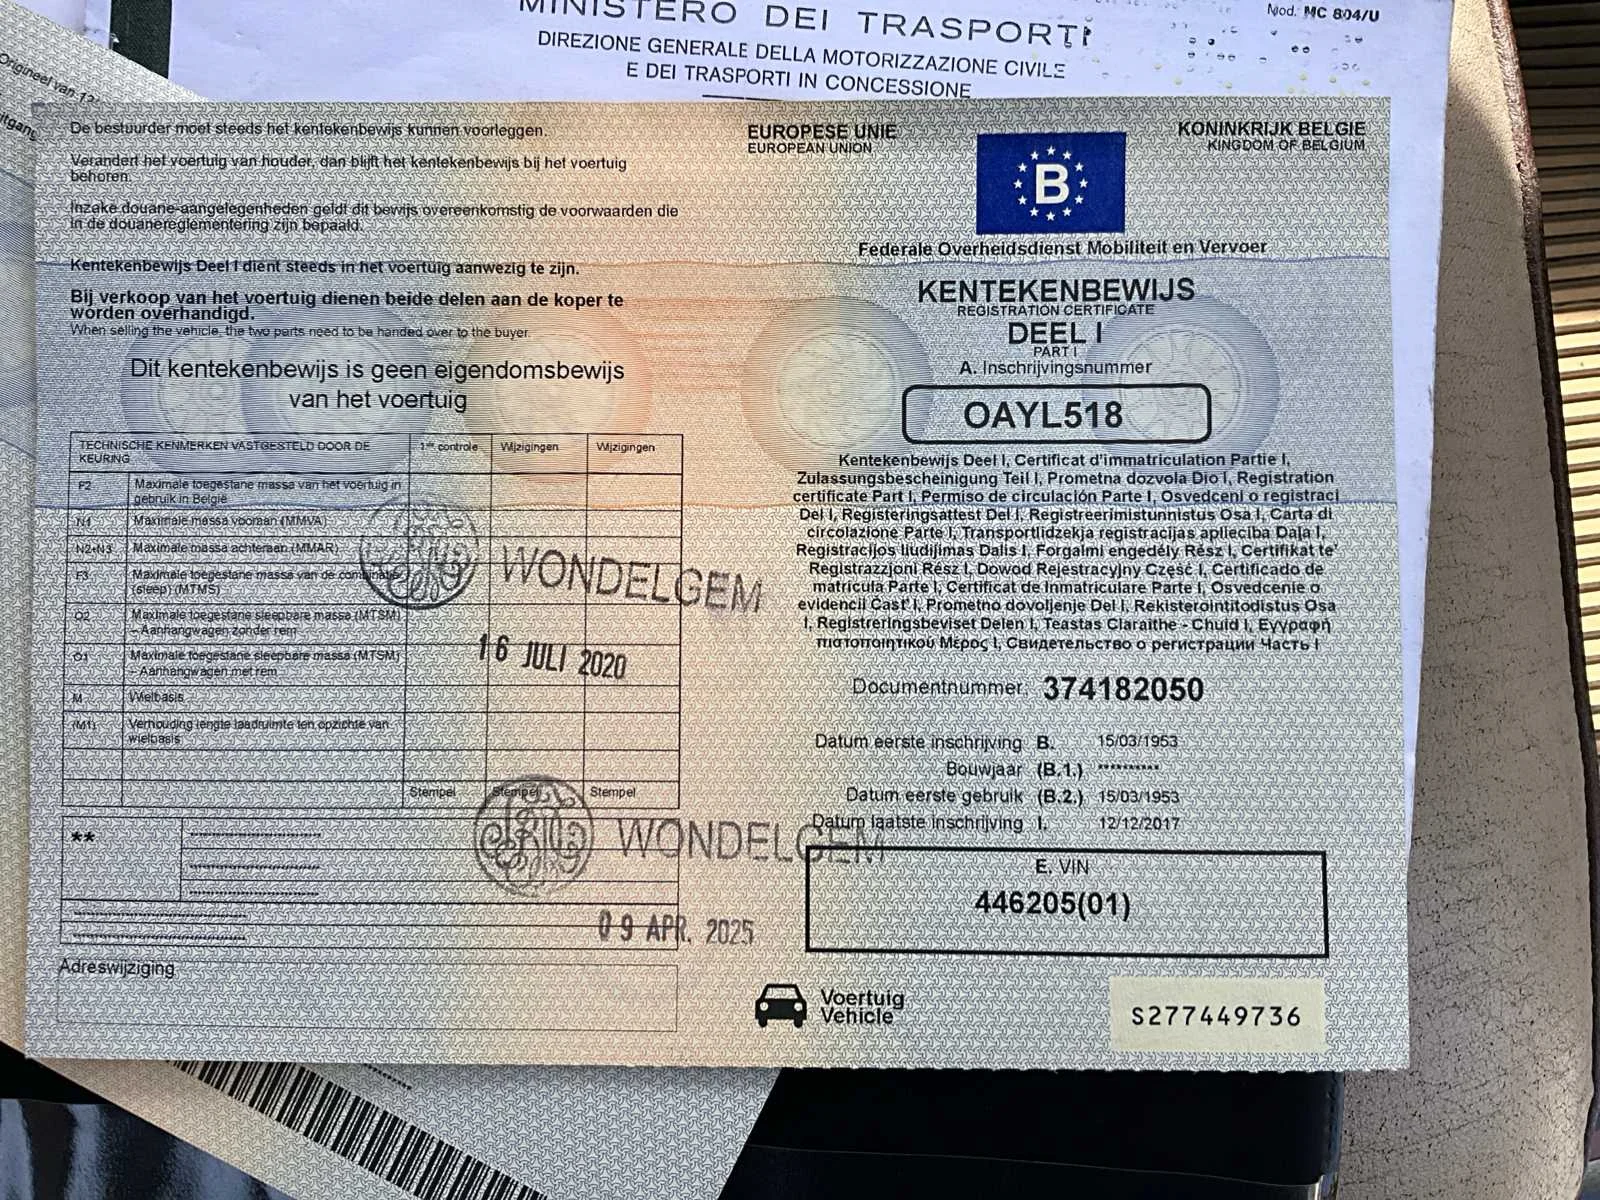 MINISTERO DEI TRASPORTI
Mod. MC 804/U
DIREZIONE GENERALE DELLA MOTORIZZAZIONE CIVILE
E DEI TRASPORTI IN CONCESSIONE
Origineel van
De bestuurder moet steeds het kentekenbewijs kunnen voorleggen.
Verandert het voertuig van houder, dan blijft het kentekenbewijs bij het voertuig
behoren.
Inzake douane-aangelegenheden geldt dit bewijs overeenkomstig de voorwaarden die
in de douanereglementering zijn bepaald.
Kentekenbewijs Deel I dient steeds in het voertuig aanwezig te zijn.
Bij verkoop van het voertuig dienen beide delen aan de koper te
worden overhandigd.
When selling the vehicle, the two parts need to be handed over to the buyer.
Dit kentekenbewijs is geen eigendomsbewijs
van het voertuig
TECHNISCHE KENMERKEN VASTGESTELD DOOR DE
KEURING
1ste controle
Wijzigingen
Wijzigingen
F2 Maximale toegestane massa van het voertuig in
gebruik in België
N1 Maximale massa vooraan (MMVA)
N2+N3 Maximale massa achteraan (MMAR)
F3 Maximale toegestane massa van de combinatie
(sleep) (MTMS)
O2 Maximale toegestane sleepbare massa (MTSM)
– Aanhangwagen zonder rem
O1 Maximale toegestane sleepbare massa (MTSM)
– Aanhangwagen met rem
M Wielbasis
(M1) Verhouding lengte laadruimte ten opzichte van
wielbasis
Stempel Stempel Stempel
WONDELGEM
16 JULI 2020
WONDELGEM
09 APR. 2025
**
Adreswijziging
EUROPESE UNIE
EUROPEAN UNION
B
KONINKRIJK BELGIE
KINGDOM OF BELGIUM
Federale Overheidsdienst Mobiliteit en Vervoer
KENTEKENBEWIJS
REGISTRATION CERTIFICATE
DEEL I
PART I
A. Inschrijvingsnummer
OAYL518
Kentekenbewijs Deel I, Certificat d'immatriculation Partie I,
Zulassungsbescheinigung Teil I, Prometna dozvola Dio I, Registration
certificate Part I, Permiso de circulación Parte I, Osvedceni o registraci
Del I, Registeringsattest Del I, Registreerimistunnistus Osa I, Carta di
circolazione Parte I, Transportlidzekja registracijas apliecība Daļa I,
Registracijos liudijimas Dalis I, Forgalmi engedély Rész I, Certifikat te'
Registrazzjoni Rész I, Dowod Rejestracyjny Część I, Certificado de
matricula Parte I, Certificat de Inmatriculare Parte I, Osvedcenie o
evidencii Cast' I, Prometno dovoljenje Del I, Rekisterointitodistus Osa
I, Registreringsbeviset Delen I, Teastas Claraithe - Chuid I, Εγγραφή
πιστοποιητικού Μέρος I, Свидетельство о регистрации Часть I
Documentnummer: 374182050
Datum eerste inschrijving B. 15/03/1953
Bouwjaar (B.1.) **********
Datum eerste gebruik (B.2.) 15/03/1953
Datum laatste inschrijving I. 12/12/2017
E. VIN
446205(01)
Voertuig
Vehicle
S277449736